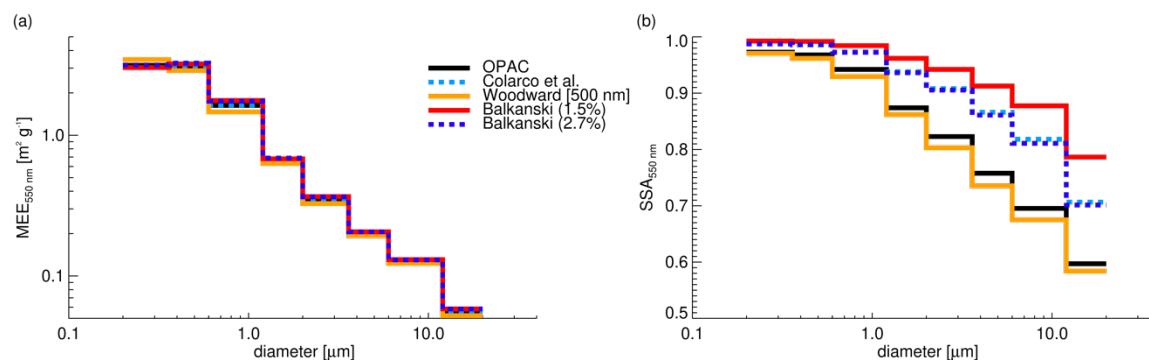 (a)
MEE550 nm [m2 g-1]
1.0
0.1
0.1
1.0
10.0
diameter [μm]
OPAC
Colarco et al.
Woodward [500 nm]
Balkanski (1.5%)
Balkanski (2.7%)
(b)
SSA550 nm
1.0
0.9
0.8
0.7
0.6
0.5
0.1
1.0
10.0
diameter [μm]